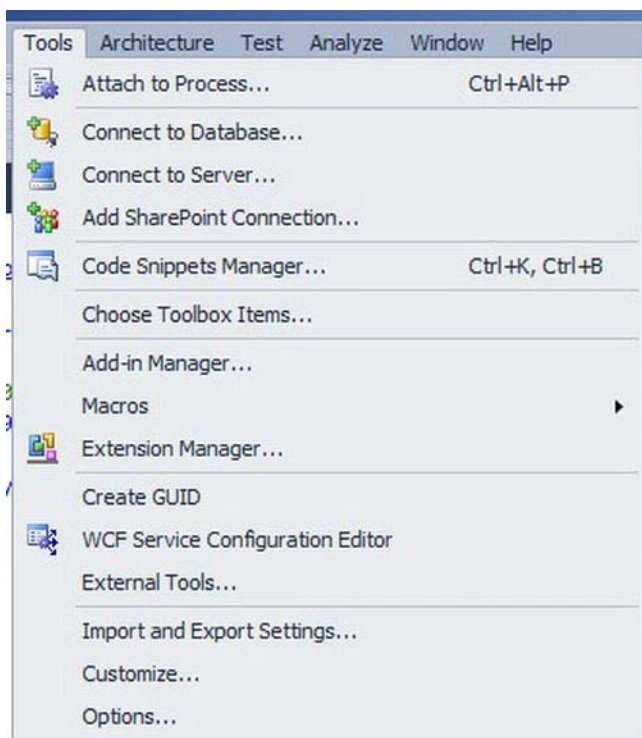 Tools Architecture Test Analyze Window Help
Attach to Process... Ctrl+Alt+P
Connect to Database...
Connect to Server...
Add SharePoint Connection...
Code Snippets Manager... Ctrl+K, Ctrl+B
Choose Toolbox Items...
Add-in Manager...
Macros
Extension Manager...
Create GUID
WCF Service Configuration Editor
External Tools...
Import and Export Settings...
Customize...
Options...